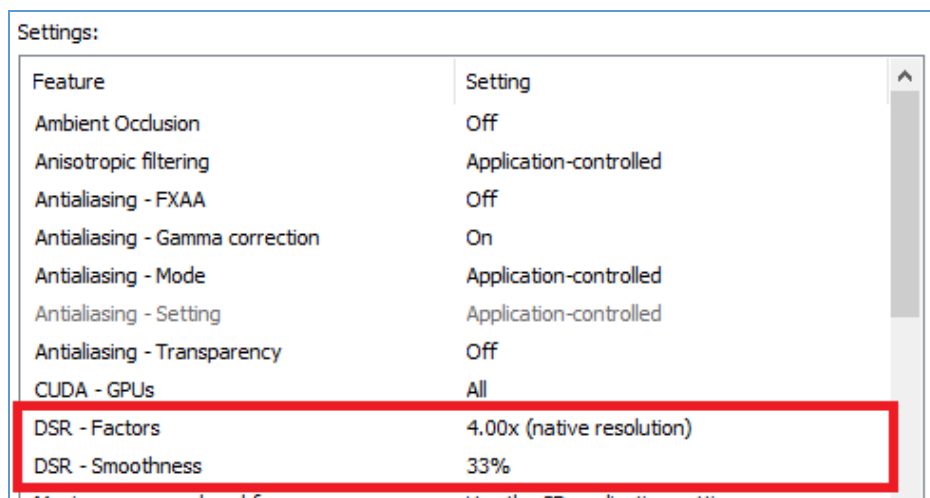 Settings:
Feature Setting
Ambient Occlusion Off
Anisotropic filtering Application-controlled
Antialiasing - FXAA Off
Antialiasing - Gamma correction On
Antialiasing - Mode Application-controlled
Antialiasing - Setting Application-controlled
Antialiasing - Transparency Off
CUDA - GPUs All
DSR - Factors 4.00x (native resolution)
DSR - Smoothness 33%